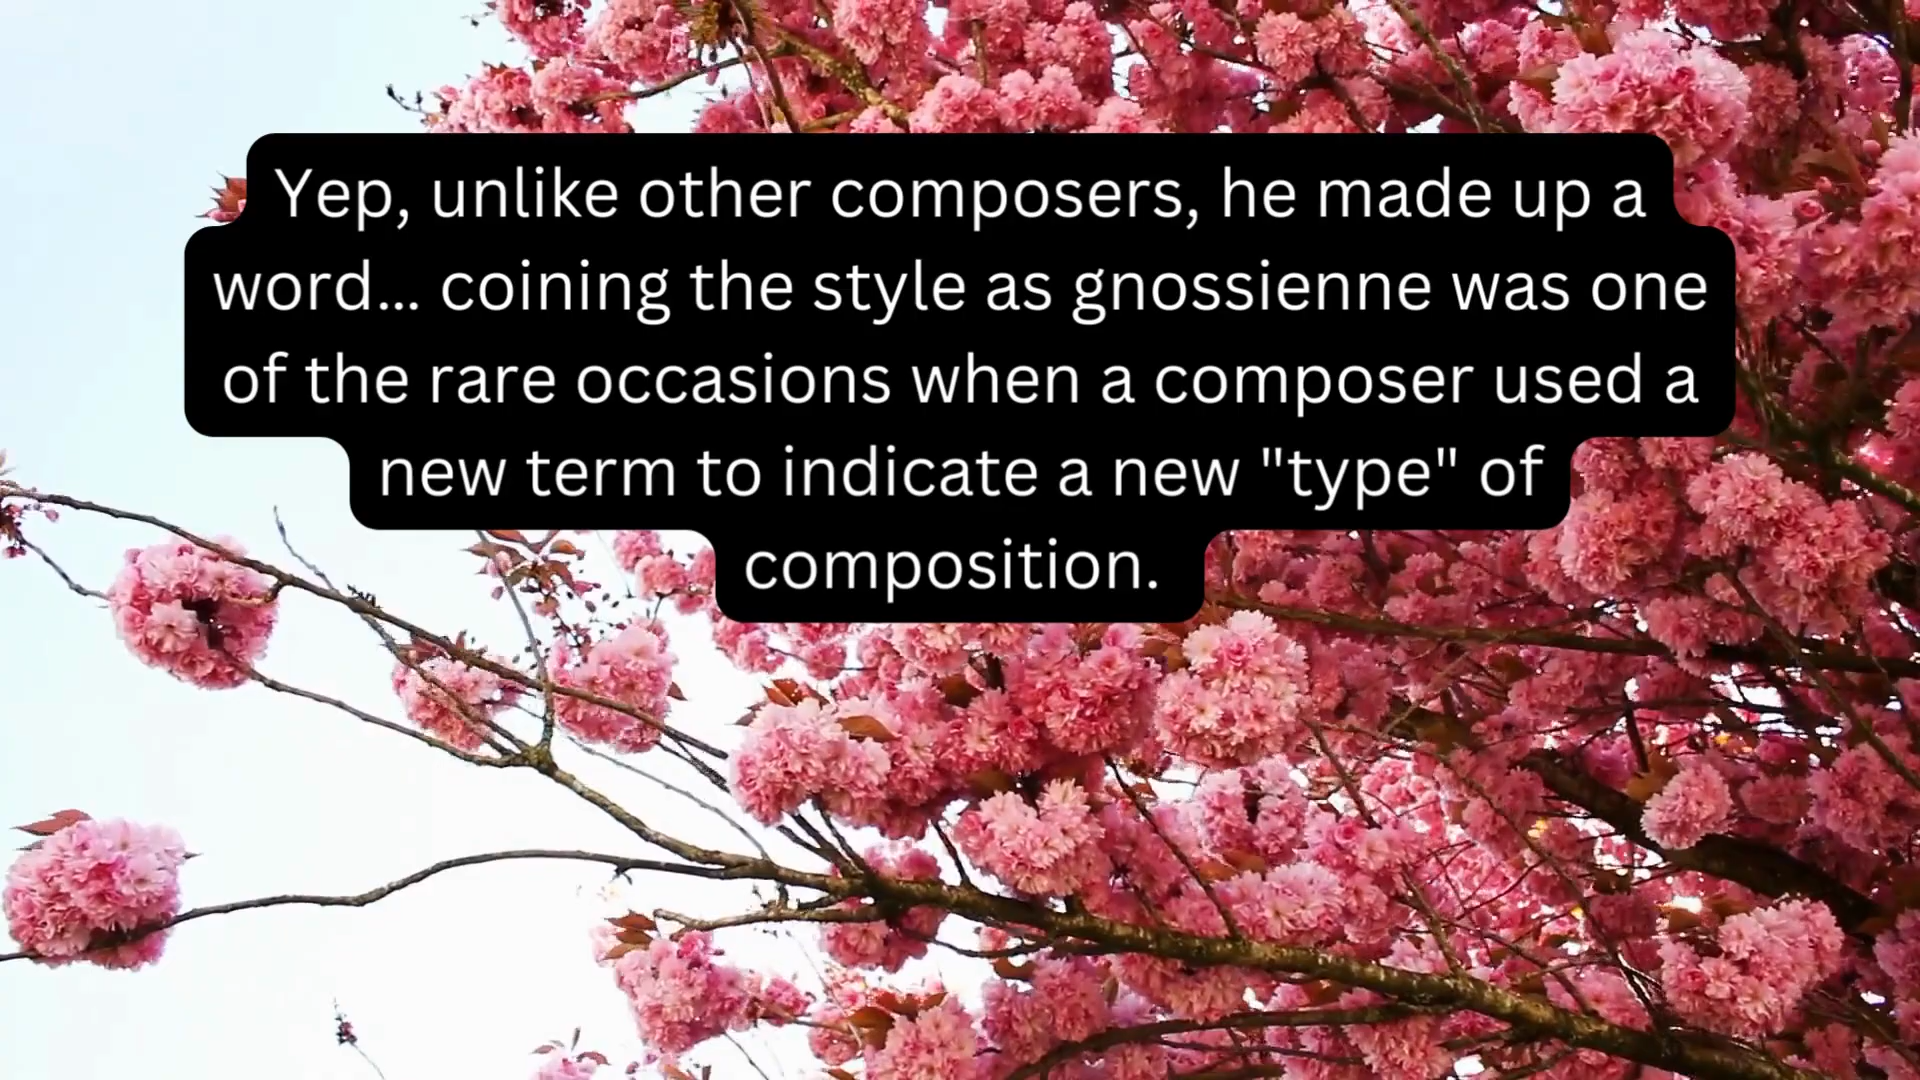 Yep, unlike other composers, he made up a
word... coining the style as gnossienne was one
of the rare occasions when a composer used a
new term to indicate a new "type" of
composition.